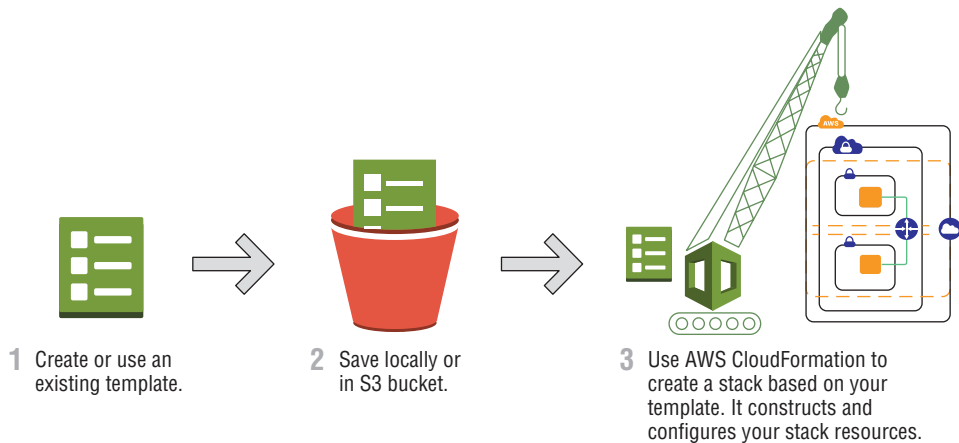 AWS
1 Create or use an
existing template.
2 Save locally or
in S3 bucket.
3 Use AWS CloudFormation to
create a stack based on your
template. It constructs and
configures your stack resources.